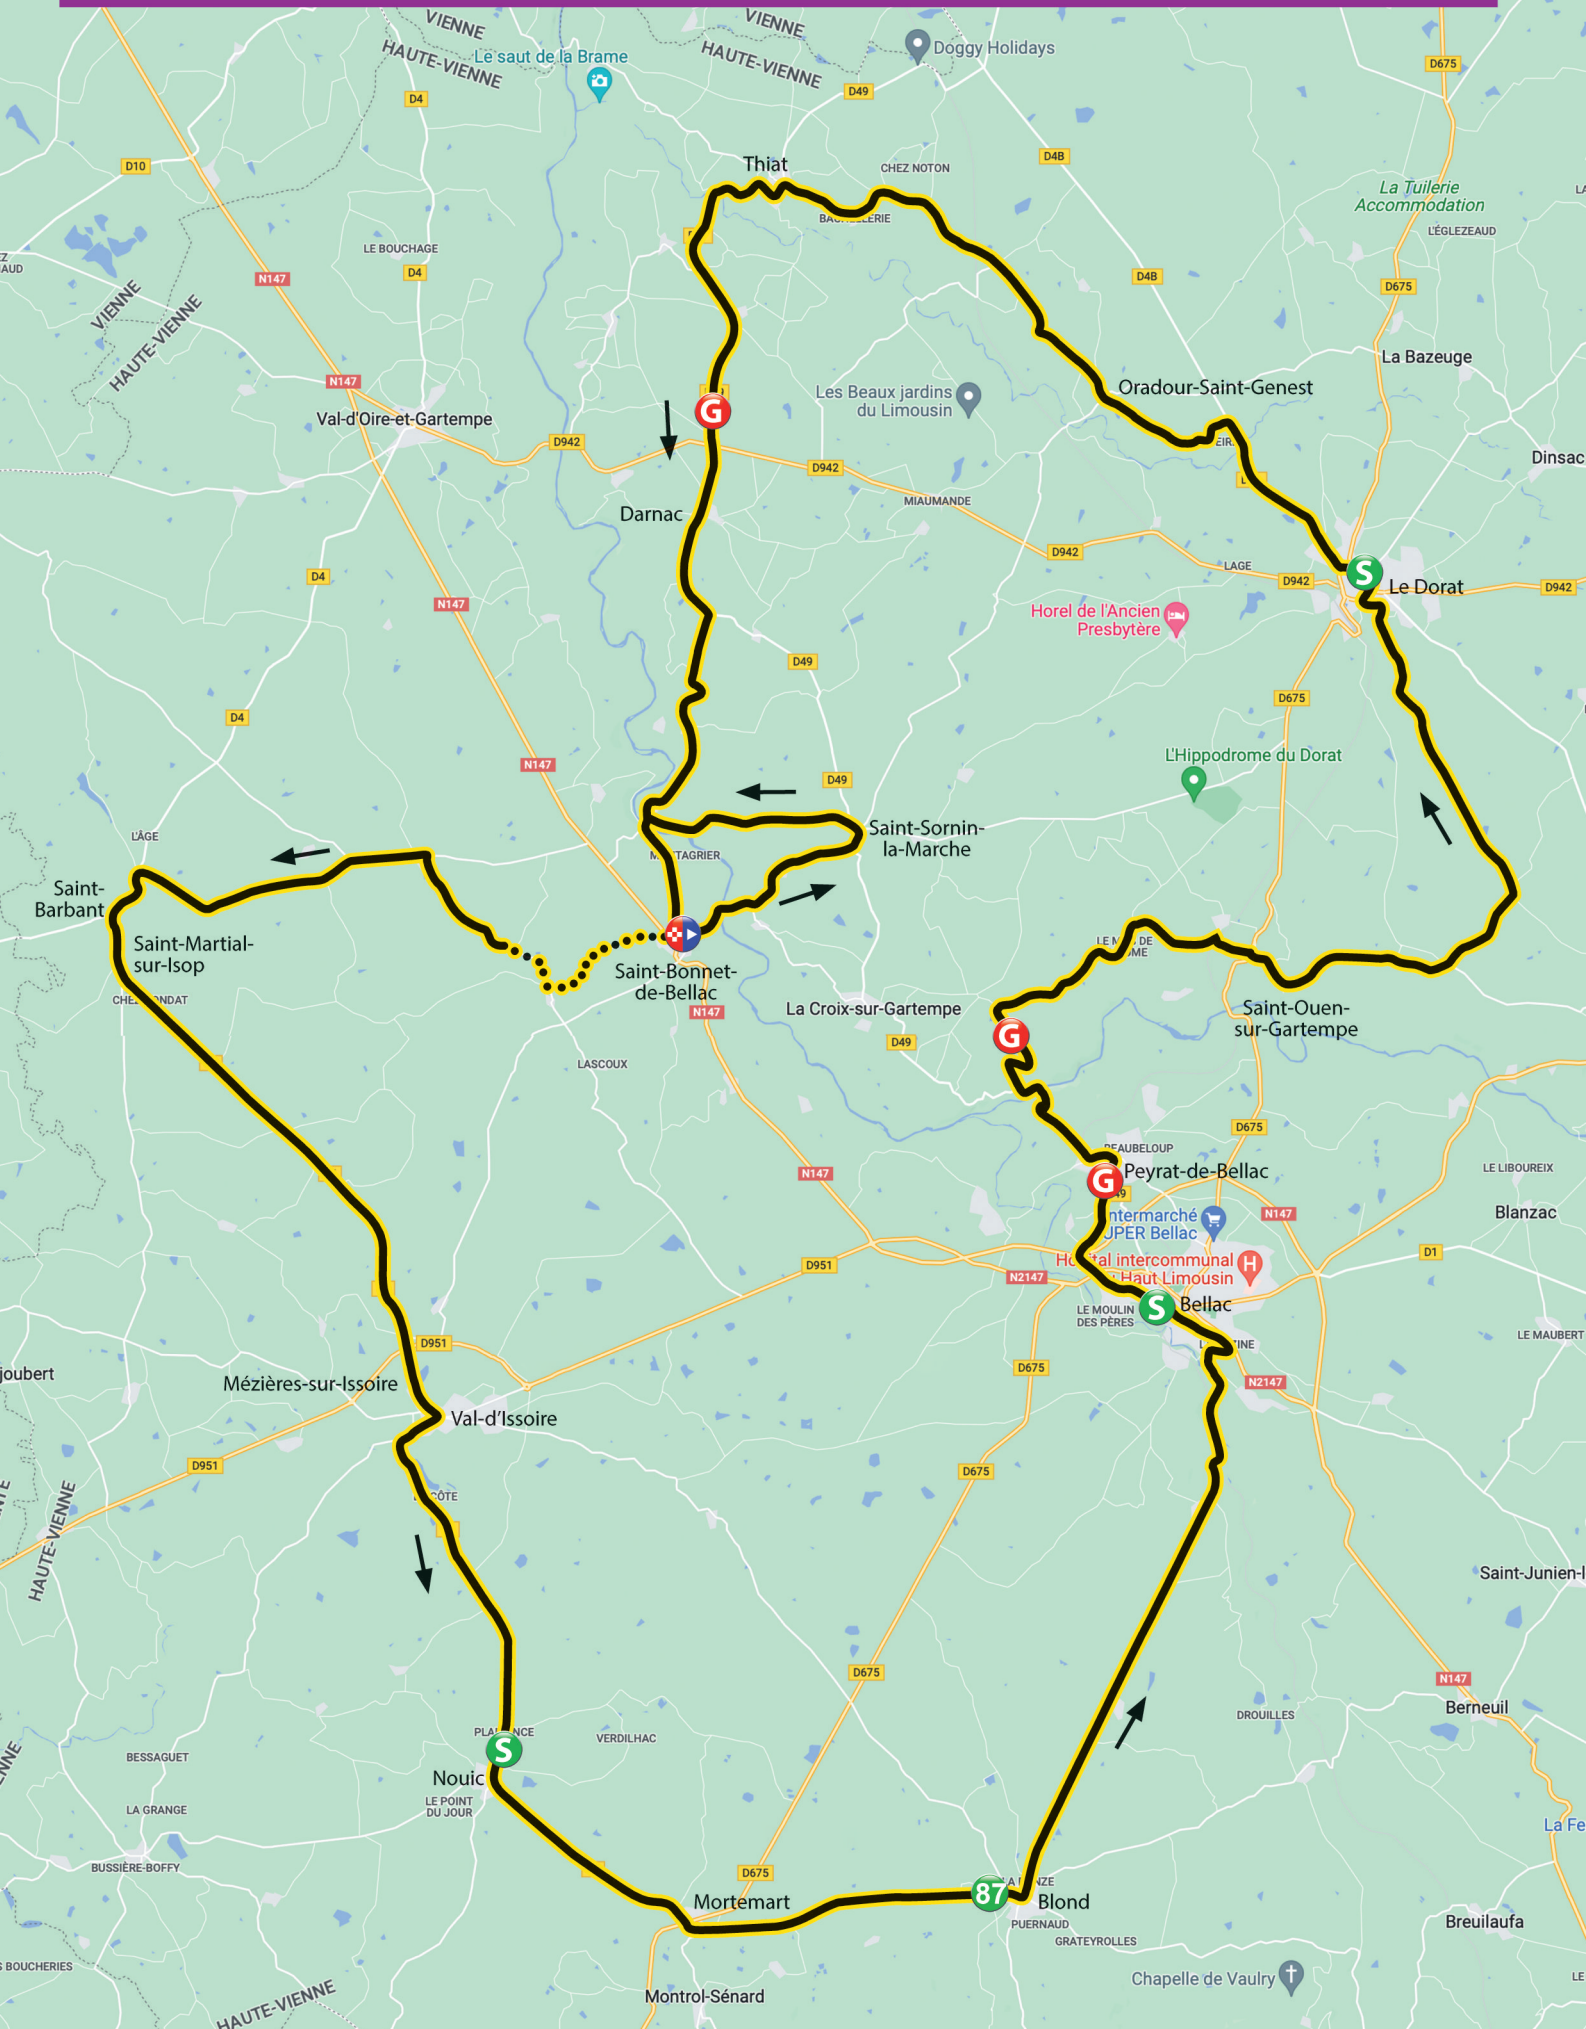 VIENNE
HAUTE-VIENNE
VIENNE
HAUTE-VIENNE
Le saut de la Brame
Doggy Holidays
D675
D4
D49
D10
D4B
Thiat
CHEZ NOTON
La Tuilerie
Accommodation
L'ÉGLEZEAUD
LE BOUCHAGE
D4
N147
D4B
D675
VIENNE
HAUTE-VIENNE
La Bazeuge
N147
Oradour-Saint-Genest
Les Beaux jardins
du Limousin
G
Val-d'Oire-et-Gartempe
D942
D942
Dinsac
MIAUMANDE
Darnac
D942
LAGE
D942
S
Le Dorat
D942
D4
N147
Horel de l'Ancien
Presbytère
D49
D675
D4
L'Hippodrome du Dorat
N147
D49
Saint-Sornin-
la-Marche
L'ÂGE
Saint-
Barbant
Saint-Martial-
sur-Isop
Saint-Bonnet-
de-Bellac
La Croix-sur-Gartempe
N147
Saint-Ouen-
sur-Gartempe
D49
G
LASCOUX
D675
BEAUBELOUP
Peyrat-de-Bellac
G
N147
LE LIBOUREIX
Blanzac
N147
D951
D1
N2147
Haut Limousin
H
LE MOULIN
DES PÈRES
S
Bellac
LE MAUBERT
D951
D675
N2147
joubert
Mézières-sur-Issoire
Val-d'Issoire
D951
D675
HAUTE-VIENNE
Saint-Junien-l
D675
N147
Berneuil
DROUILLES
VERDILHAC
BESSAGUET
S
Nouic
LE POINT
DU JOUR
LA GRANGE
La Fe
BUSSIÈRE-BOFFY
D675
87
Mortemart
Blond
PUERNAUD
GRATEYROLLES
Breuilaufa
BOUCHERIES
Chapelle de Vaulry
Montrol-Sénard
HAUTE-VIENNE